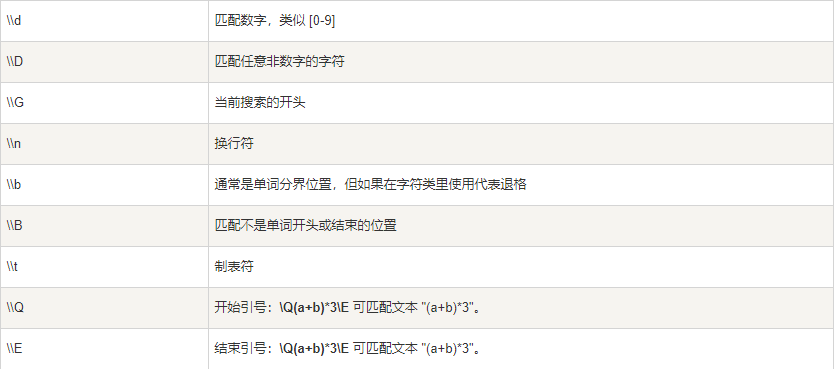 \\d 匹配数字，类似 [0-9]
\\D 匹配任意非数字的字符
\\G 当前搜索的开头
\\n 换行符
\\b 通常是单词分界位置，但如果在字符类里使用代表退格
\\B 匹配不是单词开头或结束的位置
\\t 制表符
\\Q 开始引号：\Q(a+b)*3\E 可匹配文本 "(a+b)*3"。
\\E 结束引号：\Q(a+b)*3\E 可匹配文本 "(a+b)*3"。